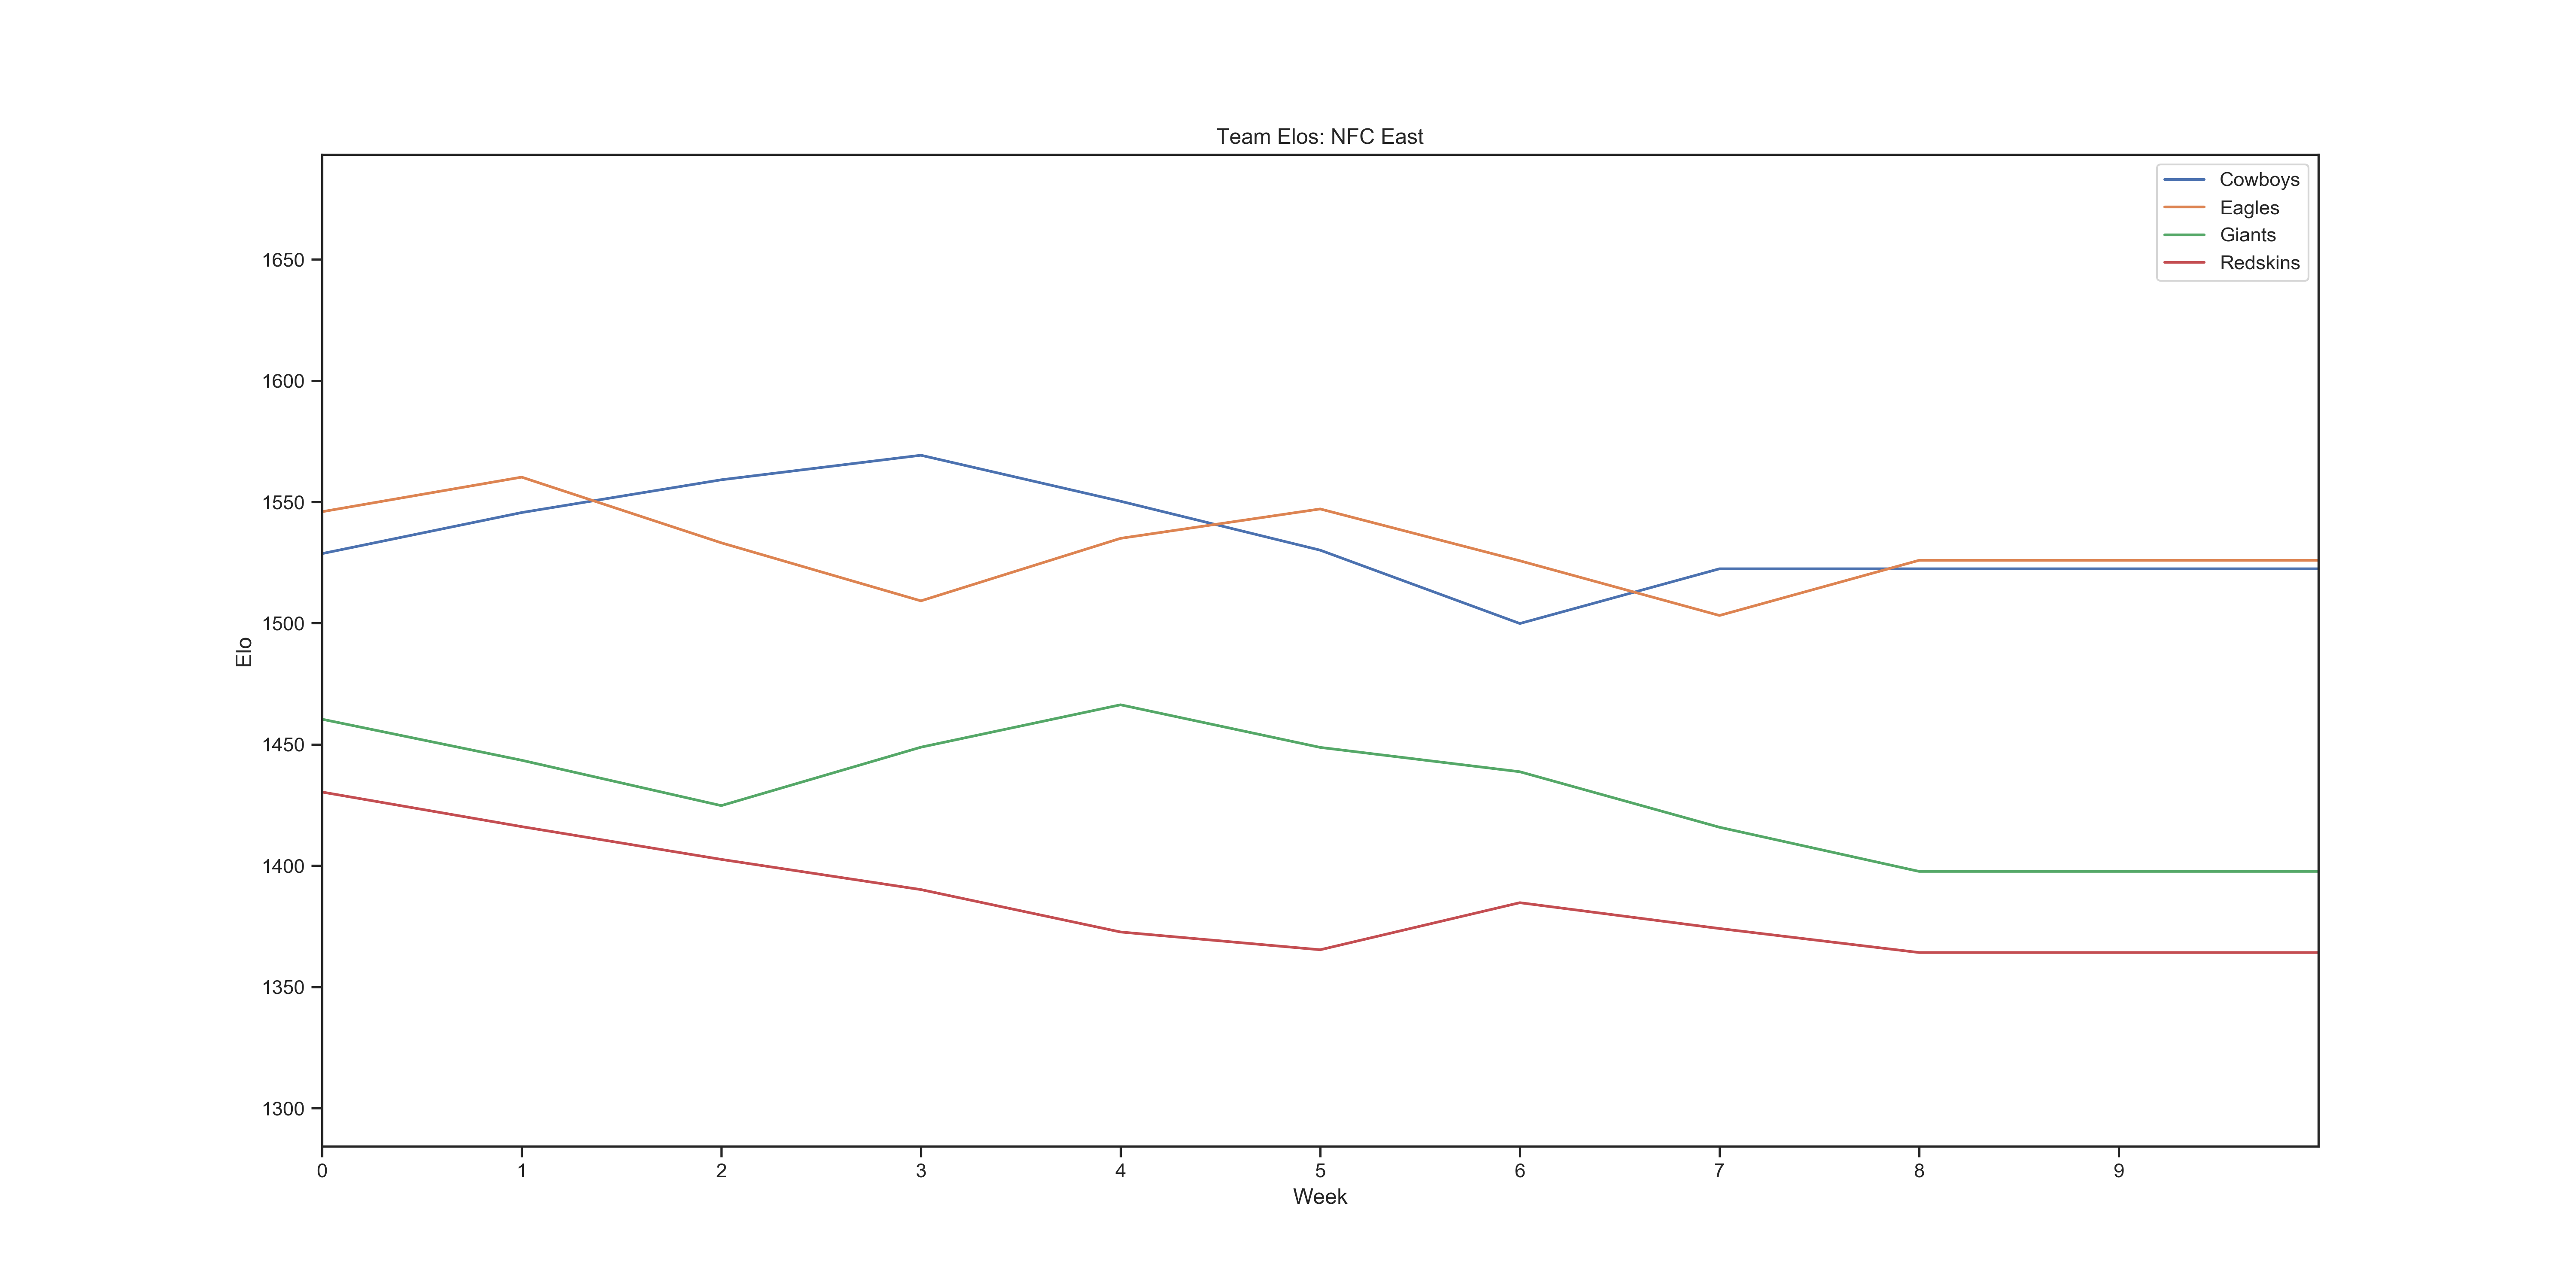 Team Elos: NFC East
Cowboys
Eagles
Giants
Redskins
1650
1600
1550
1500
1450
1400
1350
1300
Elo
0 1 2 3 4 5 6 7 8 9
Week